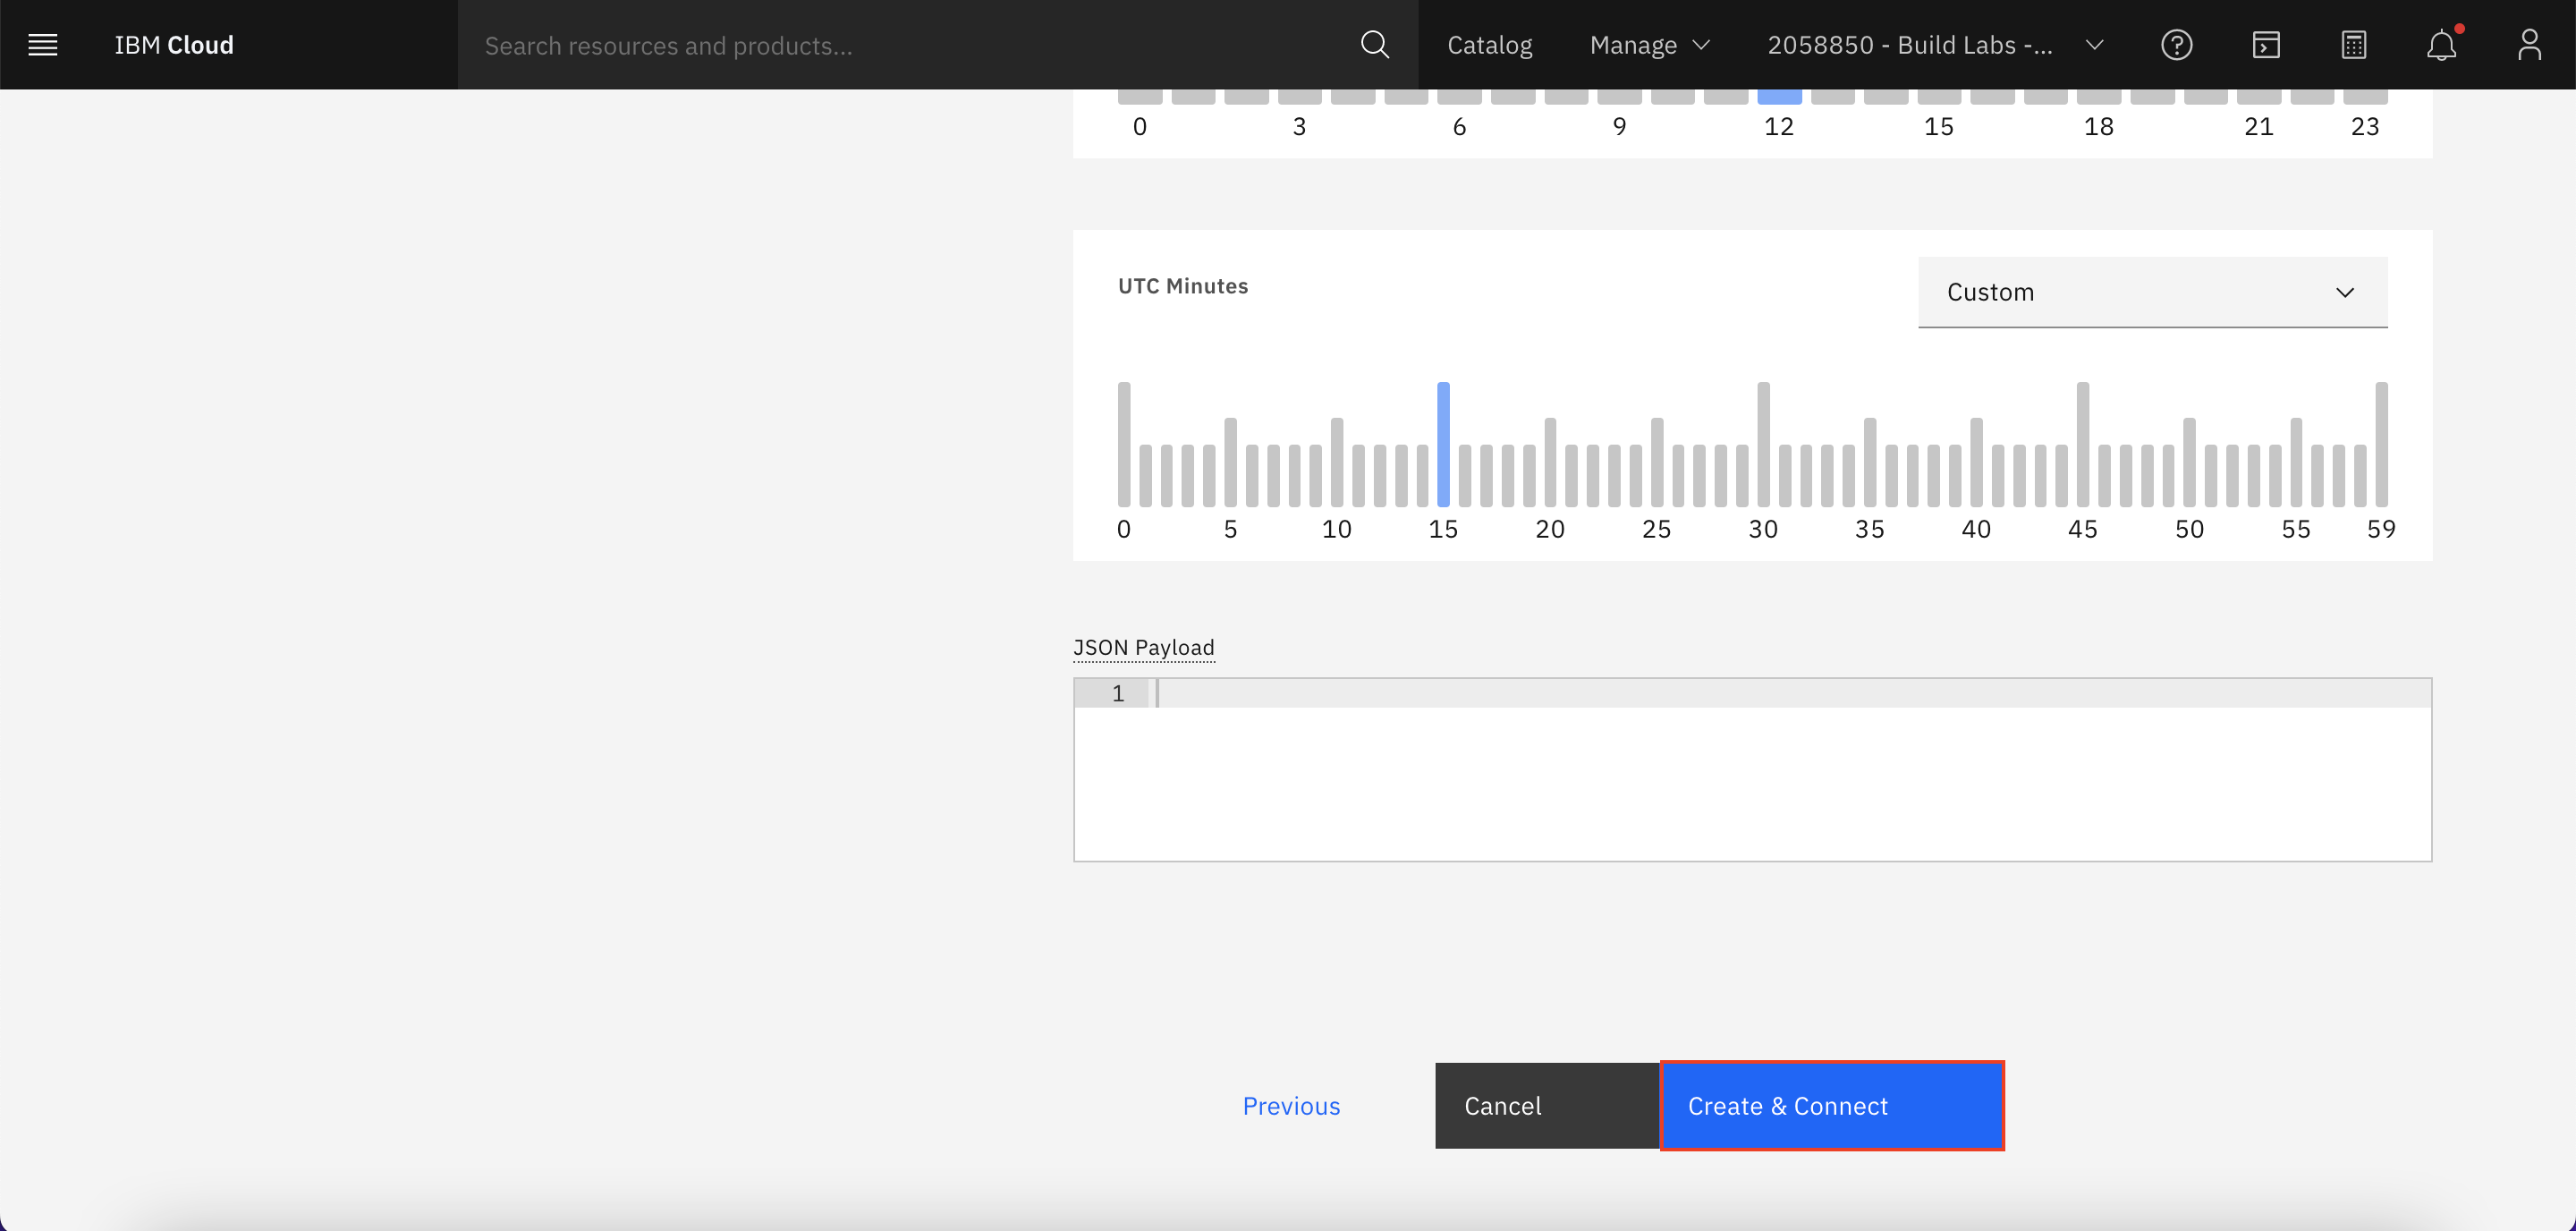 IBM Cloud
Search resources and products...
Catalog
Manage
2058850 - Build Labs -...
0 3 6 9 12 15 18 21 23
UTC Minutes
Custom
0 5 10 15 20 25 30 35 40 45 50 55 59
JSON Payload
1
Previous
Cancel
Create & Connect